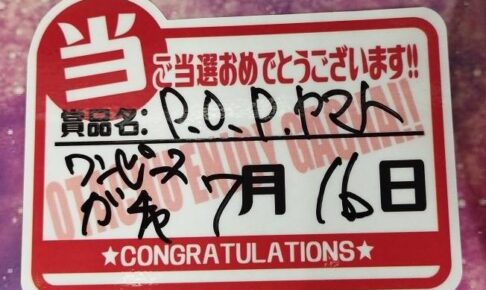 当
ご当選おめでとうございます!!
賞品名: P.O.P.ヤマト
ワンピース
ガチャ 7月16日
★CONGRATULATIONS★